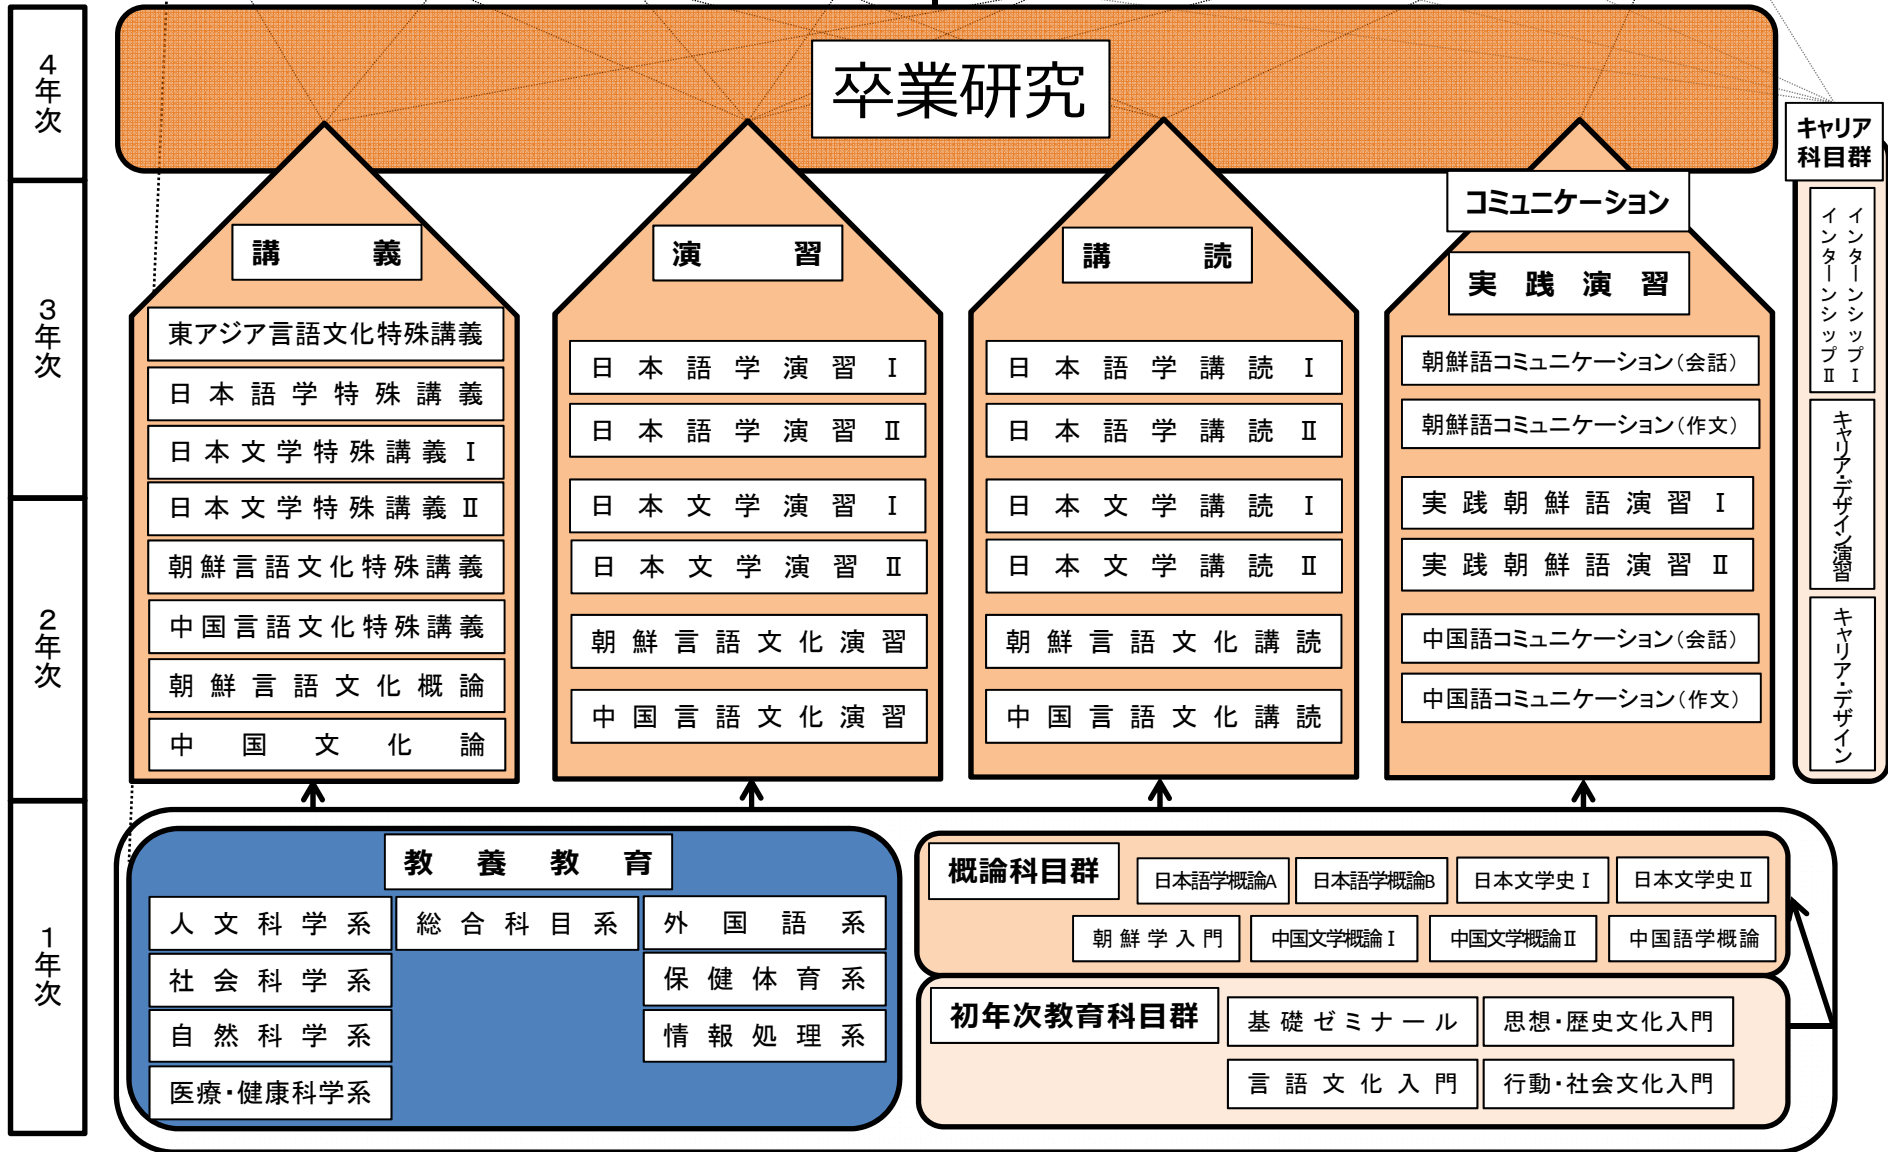 4年次
卒業研究
キャリア
科目群
3年次
講義
東アジア言語文化特殊講義
日本語学特殊講義
日本文学特殊講義Ⅰ
日本文学特殊講義Ⅱ
朝鮮言語文化特殊講義
中国言語文化特殊講義
朝鮮言語文化概論
中国文化論
演習
日本語学演習Ⅰ
日本語学演習Ⅱ
日本文学演習Ⅰ
日本文学演習Ⅱ
朝鮮言語文化演習
中国言語文化演習
講読
日本語学講読Ⅰ
日本語学講読Ⅱ
日本文学講読Ⅰ
日本文学講読Ⅱ
朝鮮言語文化講読
中国言語文化講読
コミュニケーション
実践演習
朝鮮語コミュニケーション(会話)
朝鮮語コミュニケーション(作文)
実践朝鮮語演習Ⅰ
実践朝鮮語演習Ⅱ
中国語コミュニケーション(会話)
中国語コミュニケーション(作文)
インターンシップⅠ
インターンシップⅡ
キャリア・デザイン演習
キャリア・デザイン
2年次
1年次
教養教育
人文科学系
総合科目系
外国語系
社会科学系
保健体育系
自然科学系
情報処理系
医療・健康科学系
概論科目群
日本語学概論A
日本語学概論B
日本文学史Ⅰ
日本文学史Ⅱ
朝鮮学入門
中国文学概論Ⅰ
中国文学概論Ⅱ
中国語学概論
初年次教育科目群
基礎ゼミナール
思想・歴史文化入門
言語文化入門
行動・社会文化入門